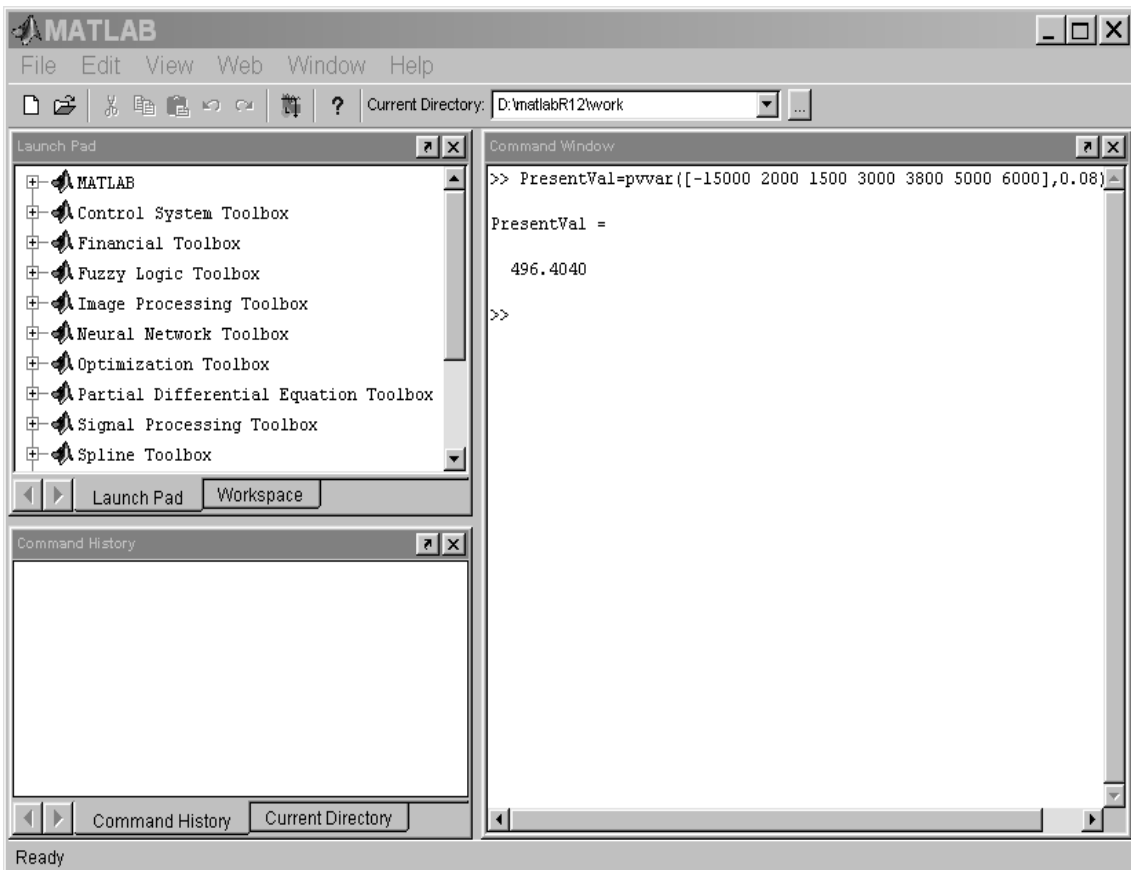 MATLAB
File Edit View Web Window Help
? Current Directory: D:\matlabR12\work ...
Launch Pad
MATLAB
Control System Toolbox
Financial Toolbox
Fuzzy Logic Toolbox
Image Processing Toolbox
Neural Network Toolbox
Optimization Toolbox
Partial Differential Equation Toolbox
Signal Processing Toolbox
Spline Toolbox
Launch Pad Workspace
Command History
Command History Current Directory
Command Window
>> PresentVal=pvvar([-15000 2000 1500 3000 3800 5000 6000],0.08)
PresentVal =
496.4040
>>
Ready